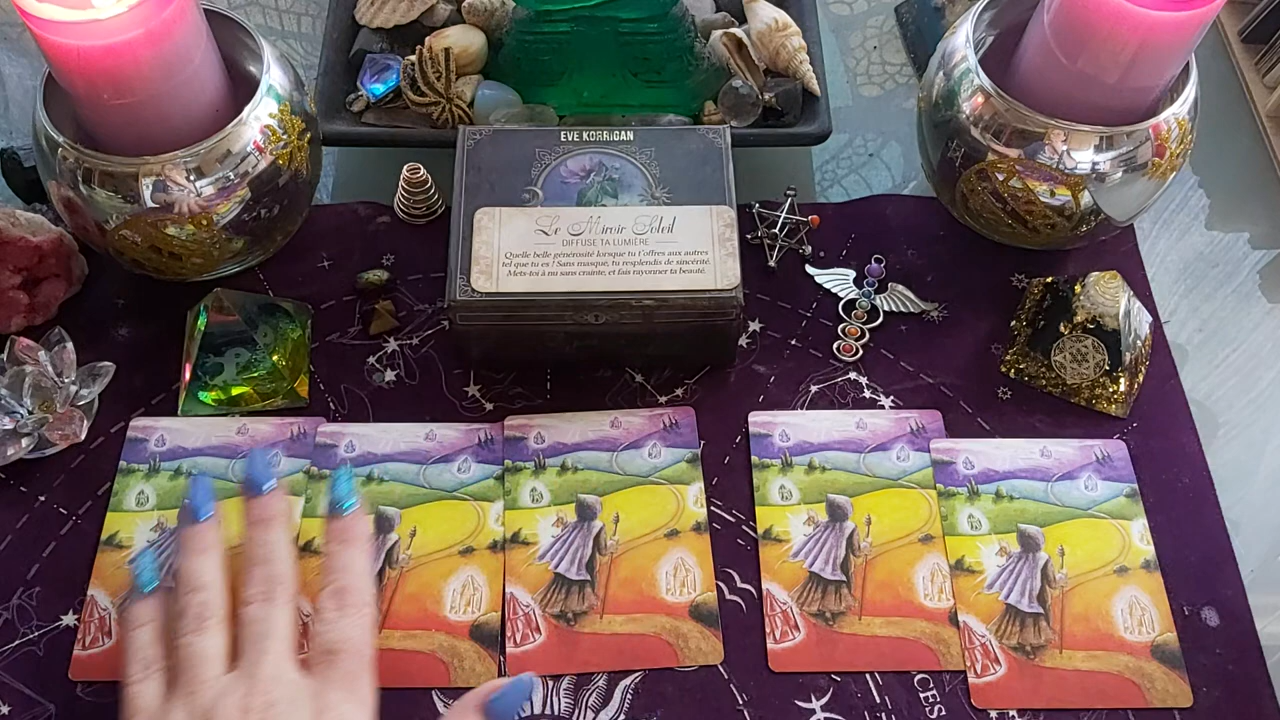 EVE KORRIGAN
Le Miroir Soleil
DIFFUSE TA LUMIÈRE
Quelle belle générosité lorsque tu t'offres aux autres
tel que tu es ! Sans masque, tu resplendis de sincérité.
Mets-toi à nu sans crainte, et fais rayonner ta beauté.
CES